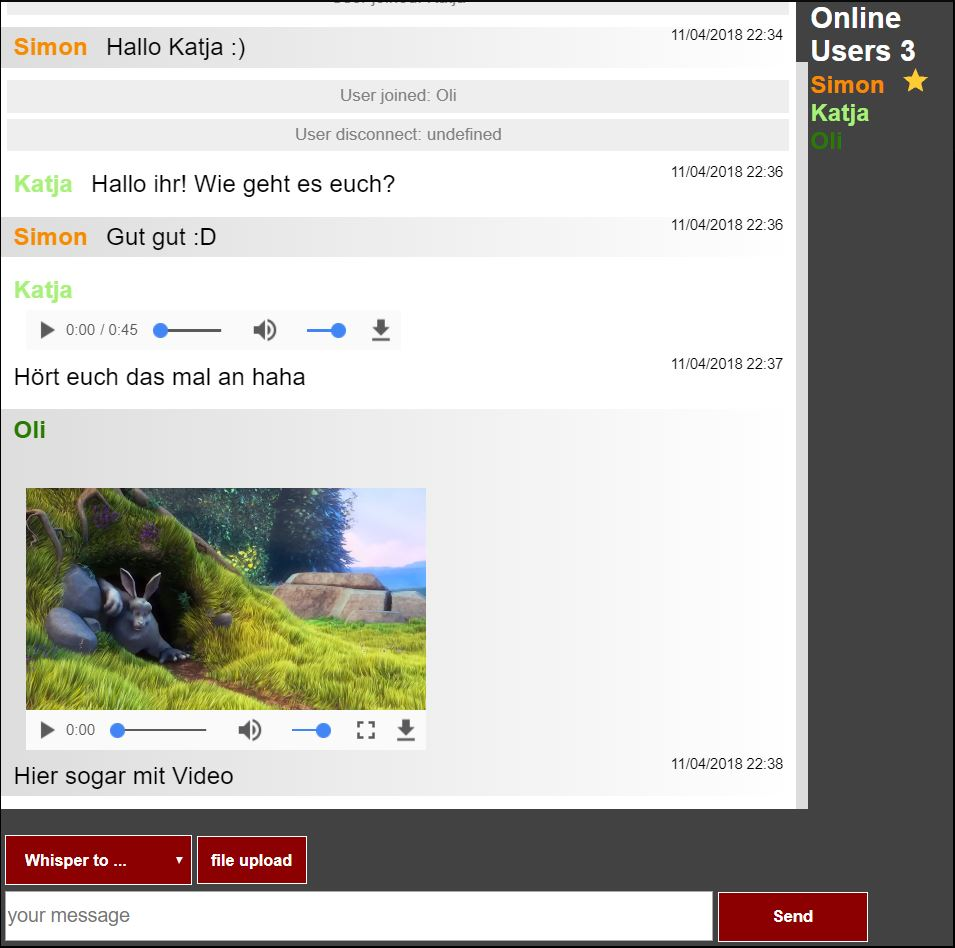 User joined: Katja
Simon Hallo Katja :) 11/04/2018 22:34
User joined: Oli
User disconnect: undefined
Katja Hallo ihr! Wie geht es euch? 11/04/2018 22:36
Simon Gut gut :D 11/04/2018 22:36
Katja
0:00 / 0:45
Hört euch das mal an haha 11/04/2018 22:37
Oli
0:00
Hier sogar mit Video 11/04/2018 22:38
Online
Users 3
Simon
Katja
Oli
Whisper to ... file upload
your message Send